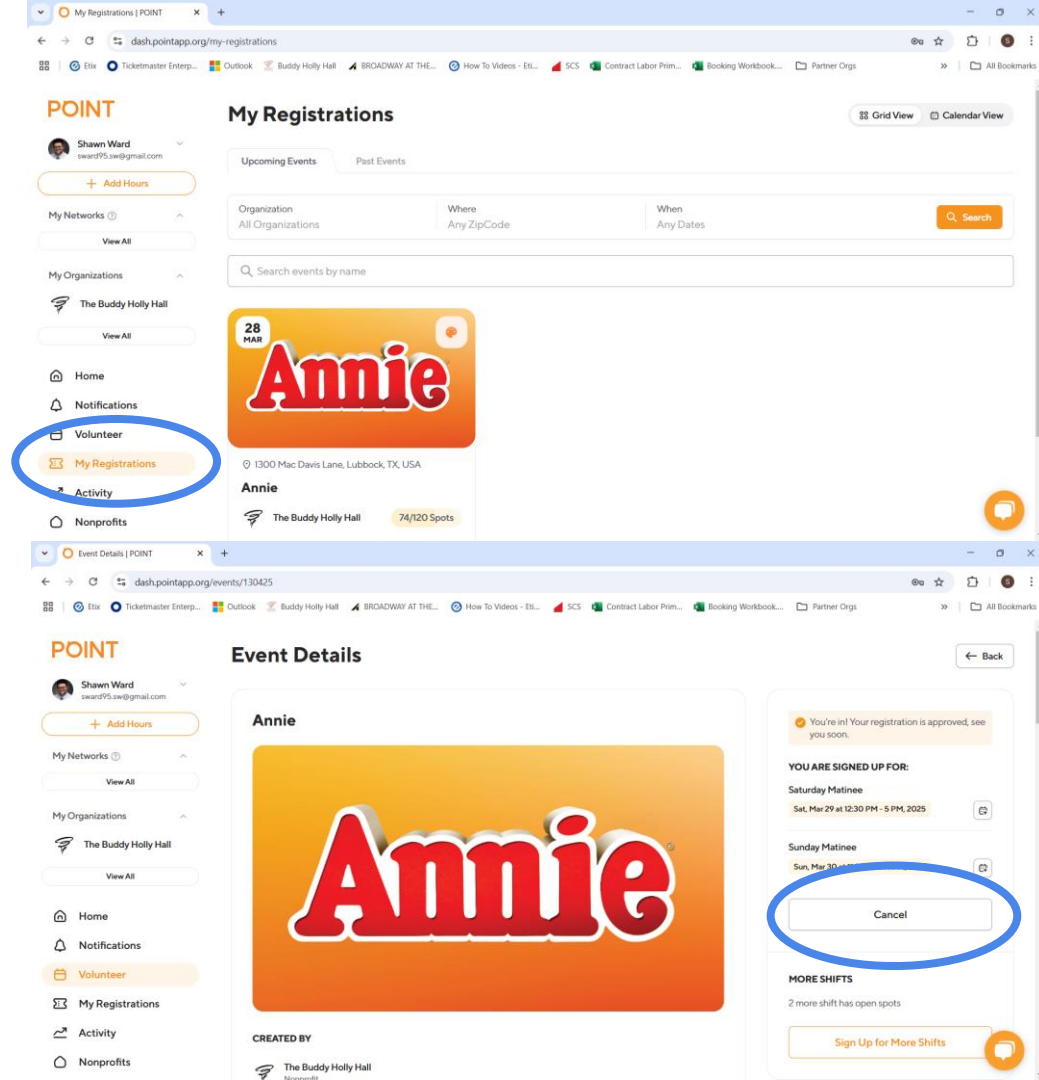 My Registrations | POINT
dash.pointapp.org/my-registrations
Etix Ticketmaster Enterp... Outlook Buddy Holly Hall BROADWAY AT THE... How To Videos - Eti... SCS Contract Labor Prim... Booking Workbook.... Partner Orgs » All Bookmarks
POINT
Shawn Ward
sward95.sw@gmail.com
+ Add Hours
My Networks
View All
My Organizations
The Buddy Holly Hall
View All
Home
Notifications
Volunteer
My Registrations
Activity
Nonprofits
My Registrations
Grid View Calendar View
Upcoming Events Past Events
Organization Where When
All Organizations Any ZipCode Any Dates
Search
Search events by name
28
MAR
Annie
1300 Mac Davis Lane, Lubbock, TX, USA
Annie
The Buddy Holly Hall 74/120 Spots
Event Details | POINT
dash.pointapp.org/events/130425
Etix Ticketmaster Enterp... Outlook Buddy Holly Hall BROADWAY AT THE... How To Videos - Eti... SCS Contract Labor Prim... Booking Workbook.... Partner Orgs » All Bookmarks
POINT
Shawn Ward
sward95.sw@gmail.com
+ Add Hours
My Networks
View All
My Organizations
The Buddy Holly Hall
View All
Home
Notifications
Volunteer
My Registrations
Activity
Nonprofits
Event Details
← Back
Annie
Annie
CREATED BY
The Buddy Holly Hall
Nonprofit
You're in! Your registration is approved, see
you soon.
YOU ARE SIGNED UP FOR:
Saturday Matinee
Sat, Mar 29 at 12:30 PM - 5 PM, 2025
Sunday Matinee
Sun, Mar 30
Cancel
MORE SHIFTS
2 more shift has open spots
Sign Up for More Shifts